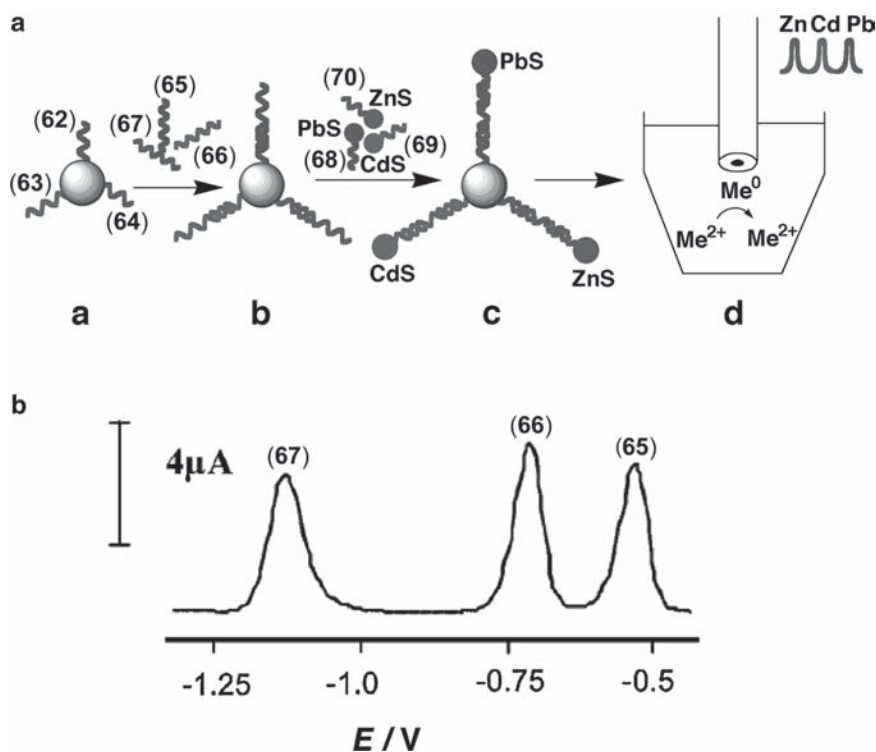 a
Zn Cd Pb
(65)
(70)
PbS
(62)
(67)
ZnS
PbS
(66)
(69)
(68)
CdS
(63)
(64)
Me⁰
Me²⁺ Me²⁺
CdS
ZnS
a b c d
b
4μA
(67)
(66)
(65)
-1.25 -1.0 -0.75 -0.5
E / V